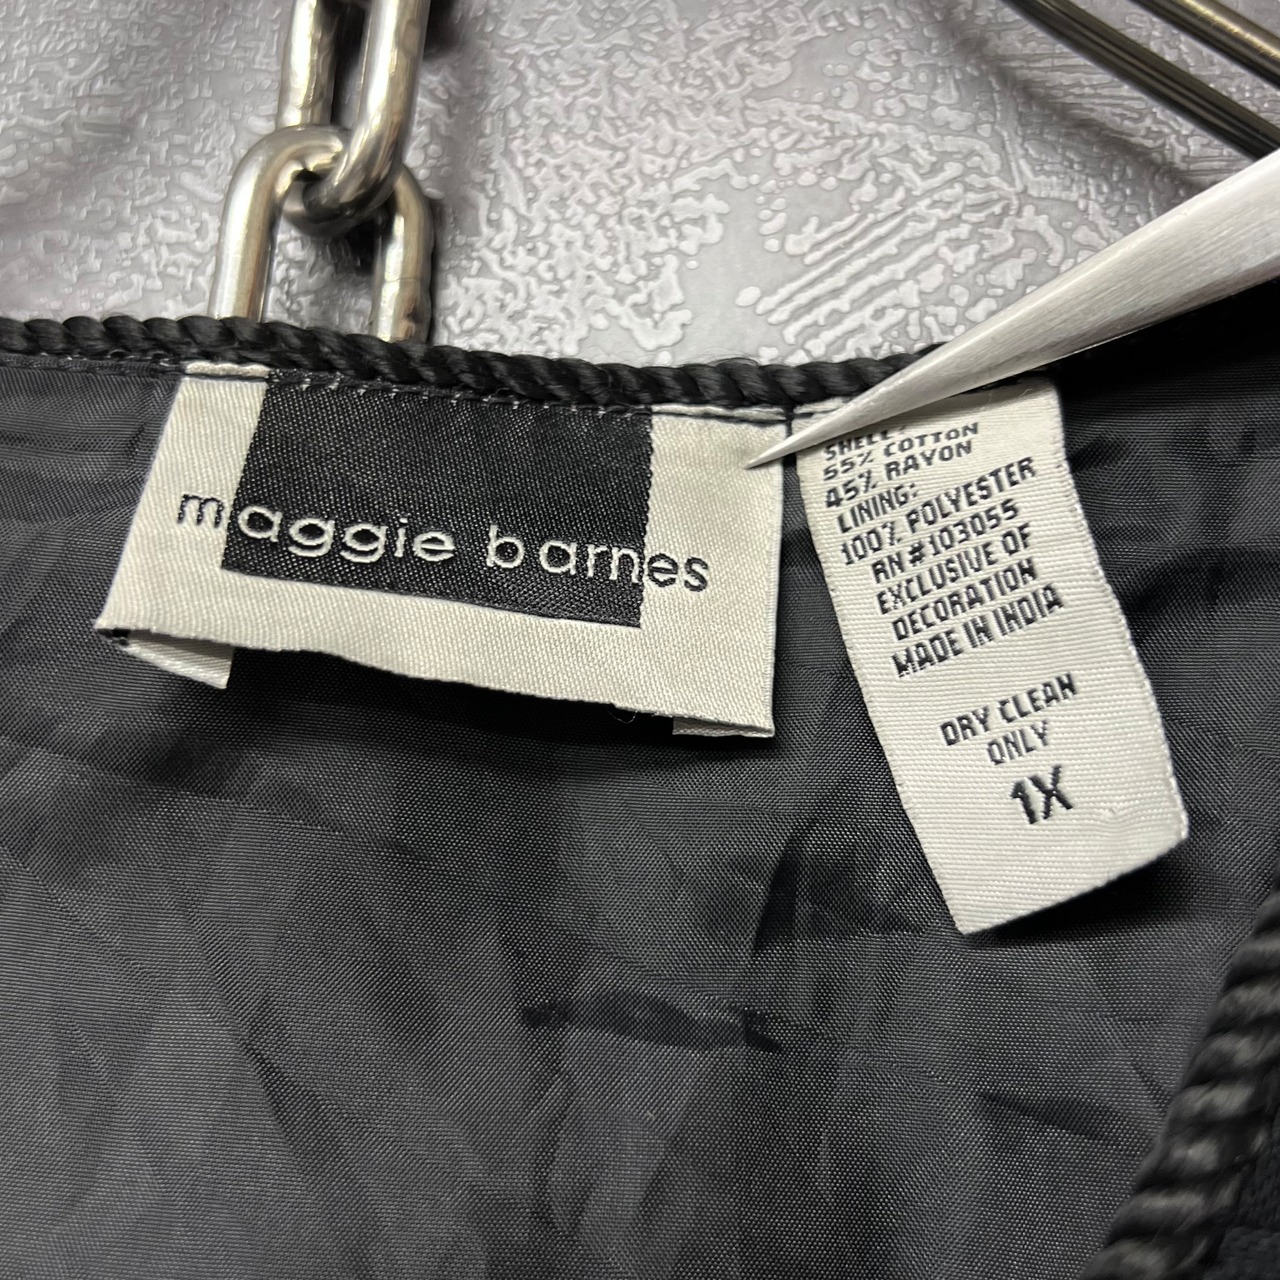 maggie barnes
SHELL:
55% COTTON
45% RAYON
LINING:
100% POLYESTER
RN#103055
EXCLUSIVE OF
DECORATION
MADE IN INDIA
DRY CLEAN
ONLY
1X